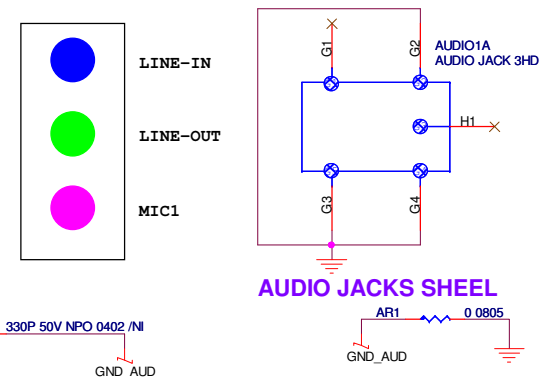 LINE-IN
LINE-OUT
MIC1
G1
G2
AUDIO1A
AUDIO JACK 3HD
H1
G3
G4
AUDIO JACKS SHEEL
330P 50V NPO 0402 /NI
GND_AUD
AR1
0 0805
GND_AUD